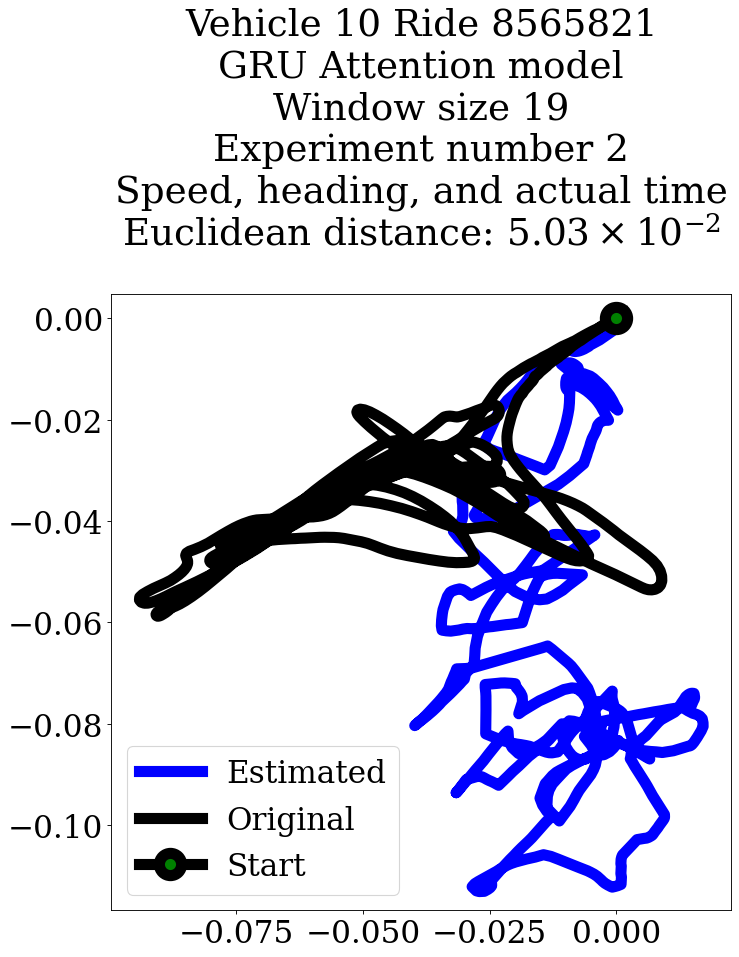 Vehicle 10 Ride 8565821
GRU Attention model
Window size 19
Experiment number 2
Speed, heading, and actual time
Euclidean distance: 5.03 × 10⁻²
0.00
−0.02
−0.04
−0.06
−0.08
−0.10
Estimated
Original
Start
−0.075 −0.050 −0.025 0.000